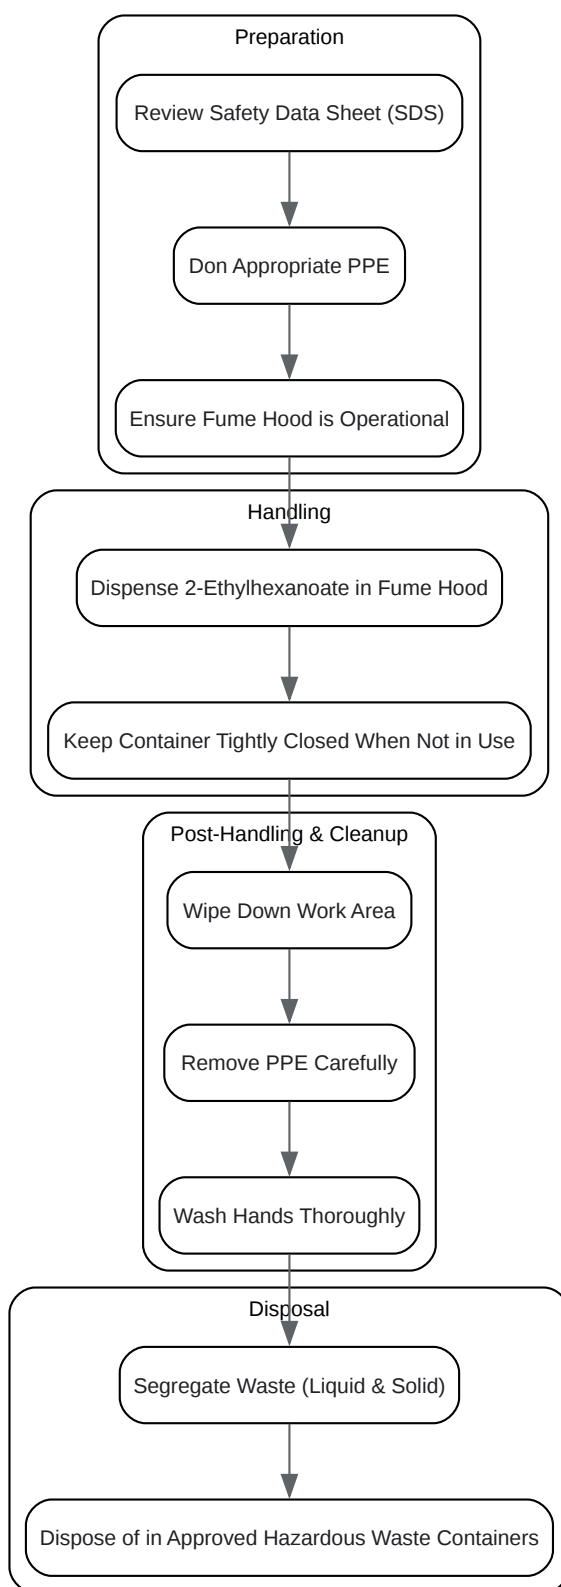 Preparation
Review Safety Data Sheet (SDS)
Don Appropriate PPE
Ensure Fume Hood is Operational
Handling
Dispense 2-Ethylhexanoate in Fume Hood
Keep Container Tightly Closed When Not in Use
Post-Handling & Cleanup
Wipe Down Work Area
Remove PPE Carefully
Wash Hands Thoroughly
Disposal
Segregate Waste (Liquid & Solid)
Dispose of in Approved Hazardous Waste Containers